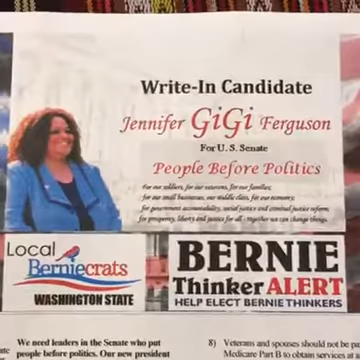 Write-In Candidate
Jennifer GiGi Ferguson
For U. S. Senate
People Before Politics
For our soldiers, for our veterans, for our families;
for our small businesses, our middle class, for our economy;
for government accountability, social justice and criminal justice reform;
for prosperity, liberty and justice for all - together we can change things.
Local
Berniecrats
WASHINGTON STATE
BERNIE
Thinker ALERT
HELP ELECT BERNIE THINKERS
We need leaders in the Senate who put
people before politics. Our new president
8) Veterans and spouses should not be pa
Medicare Part B to obtain services at